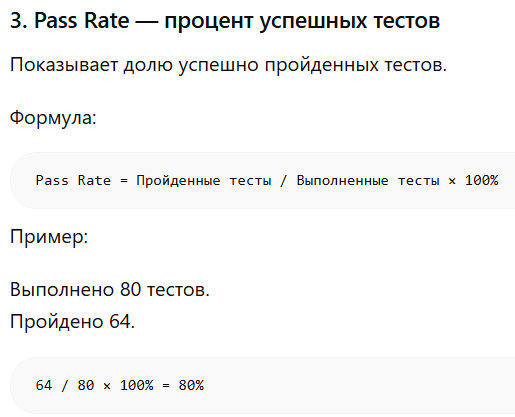 3. Pass Rate — процент успешных тестов
Показывает долю успешно пройденных тестов.
Формула:
Pass Rate = Пройденные тесты / Выполненные тесты × 100%
Пример:
Выполнено 80 тестов.
Пройдено 64.
64 / 80 × 100% = 80%